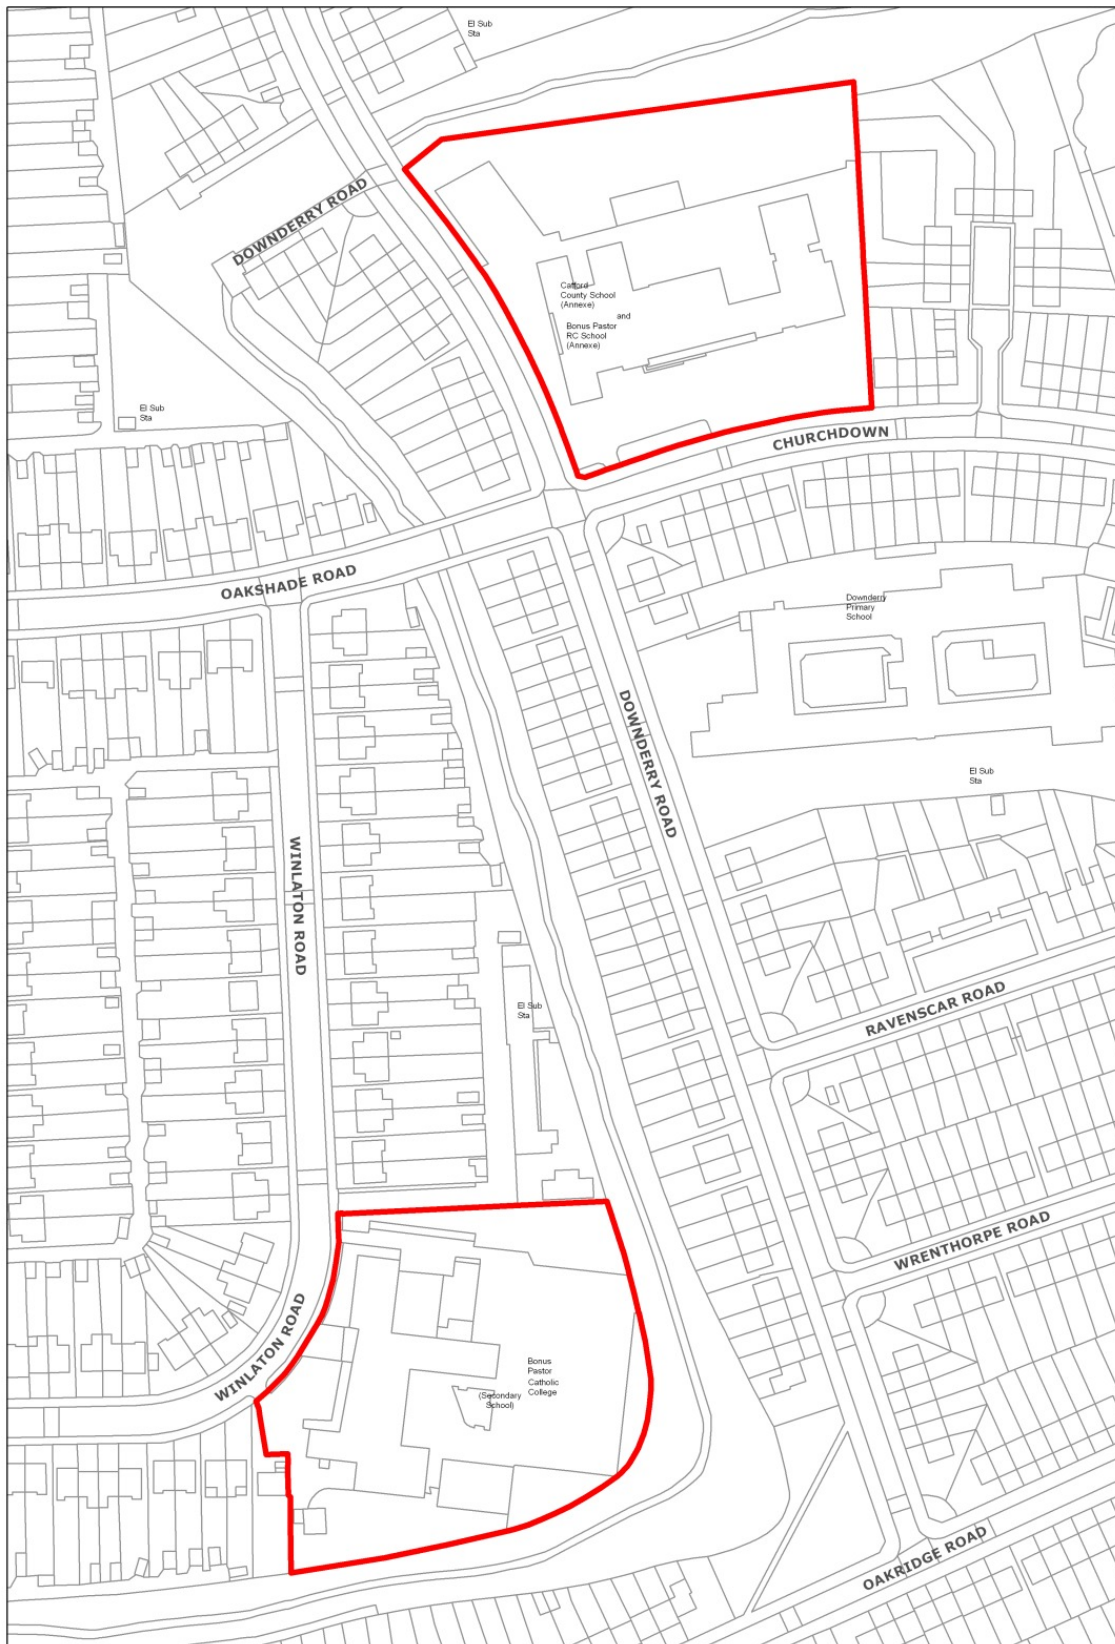 El Sub
Sta
DOWNDERRY ROAD
Catford
County School
(Annexe)
and
Bonus Pastor
RC School
(Annexe)
El Sub
Sta
CHURCHDOWN
OAKSHADE ROAD
Downderry
Primary
School
DOWNDERRY ROAD
El Sub
Sta
WINLATON ROAD
El Sub
Sta
RAVENSCAR ROAD
WRENTHORPE ROAD
WINLATON ROAD
Bonus
Pastor
Catholic
College
(Secondary
School)
OAKRIDGE ROAD